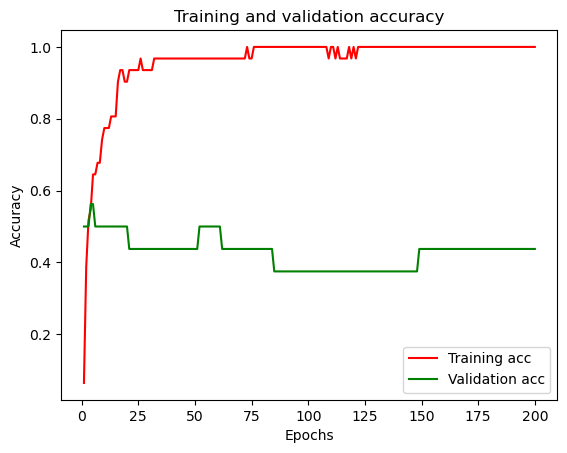 Training and validation accuracy
1.0
0.8
0.6
0.4
0.2
Accuracy
Training acc
Validation acc
0
25
50
75
100
125
150
175
200
Epochs